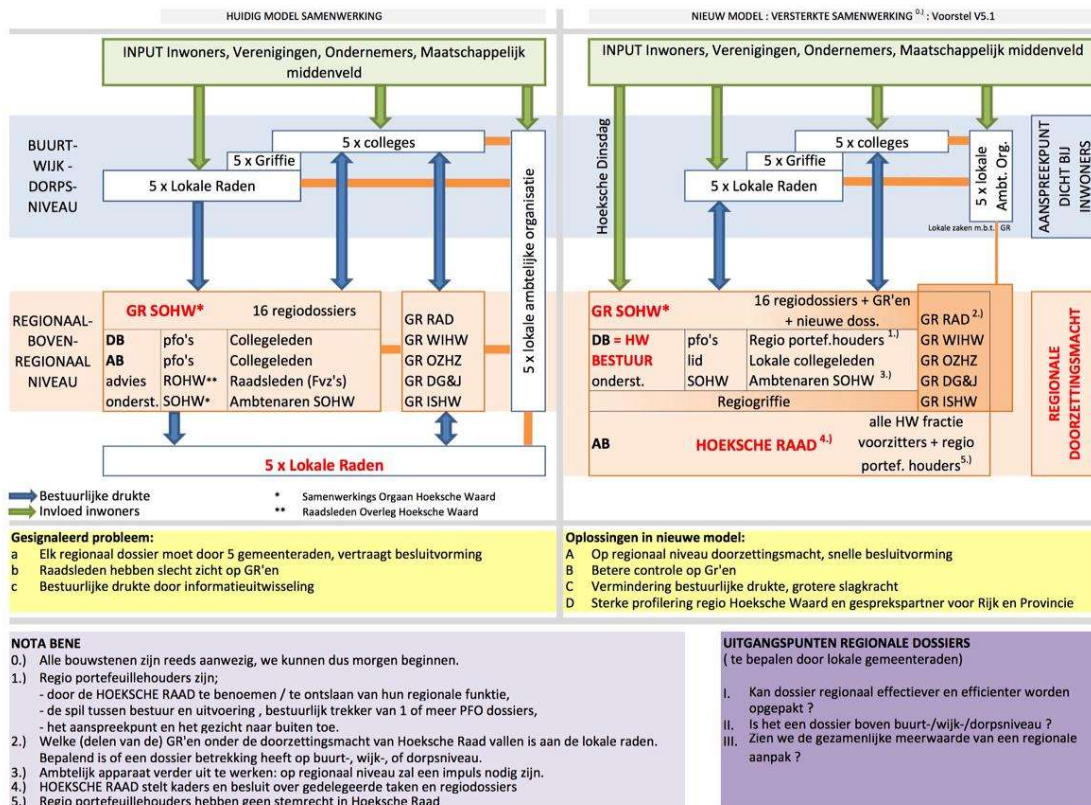 HUIDIG MODEL SAMENWERKING
INPUT Inwoners, Verenigingen, Ondernemers, Maatschappelijk
middenveld
BUURT-
WIJK -
DORPS-
NIVEAU
5 x colleges
5 x Griffie
5 x Lokale Raden
5 x lokale ambtelijke organisatie
REGIONAAL-
BOVEN-
REGIONAAL
NIVEAU
GR SOHW* 16 regiodossiers
DB pfo's Collegeleden
AB pfo's Collegeleden
advies ROHW** Raadsleden (Fvz's)
onderst. SOHW* Ambtenaren SOHW
GR RAD
GR WIHW
GR OZHZ
GR DG&J
GR ISHW
5 x Lokale Raden
Bestuurlijke drukte * Samenwerkings Orgaan Hoeksche Waard
Invloed inwoners ** Raadsleden Overleg Hoeksche Waard
Gesignaleerd probleem:
a Elk regionaal dossier moet door 5 gemeenteraden, vertraagt besluitvorming
b Raadsleden hebben slecht zicht op GR'en
c Bestuurlijke drukte door informatieuitwisseling
NIEUW MODEL : VERSTERKTE SAMENWERKING 0.) : Voorstel V5.1
INPUT Inwoners, Verenigingen, Ondernemers, Maatschappelijk
middenveld
Hoeksche Dinsdag
5 x colleges
5 x Griffie
5 x Lokale Raden
5 x lokale
Ambt. Org.
Lokale zaken m.b.t. GR
AANSPREEKPUNT
DICHT BIJ
INWONERS
GR SOHW*
16 regiodossiers + GR'en
+ nieuwe doss.
DB = HW pfo's Regio portef.houders 1.)
BESTUUR lid Lokale collegeleden
onderst. SOHW Ambtenaren SOHW 3.)
Regiogriffie
GR RAD 2.)
GR WIHW
GR OZHZ
GR DG&J
GR ISHW
AB HOEKSCHE RAAD 4.)
alle HW fractie
voorzitters + regio
portef. houders5.)
REGIONALE
DOORZETTINGSMACHT
Oplossingen in nieuwe model:
A Op regionaal niveau doorzettingsmacht, snelle besluitvorming
B Betere controle op Gr'en
C Vermindering bestuurlijke drukte, grotere slagkracht
D Sterke profilering regio Hoeksche Waard en gesprekspartner voor Rijk en Provincie
NOTA BENE
0.) Alle bouwstenen zijn reeds aanwezig, we kunnen dus morgen beginnen.
1.) Regio portefeuillehouders zijn;
- door de HOEKSCHE RAAD te benoemen / te ontslaan van hun regionale functie,
- de spil tussen bestuur en uitvoering , bestuurlijk trekker van 1 of meer PFO dossiers,
- het aanspreekpunt en het gezicht naar buiten toe.
2.) Welke (delen van de) GR'en onder de doorzettingsmacht van Hoeksche Raad vallen is aan de lokale raden.
Bepalend is of een dossier betrekking heeft op buurt-, wijk-, of dorpsniveau.
3.) Ambtelijk apparaat verder uit te werken: op regionaal niveau zal een impuls nodig zijn.
4.) HOEKSCHE RAAD stelt kaders en besluit over gedelegeerde taken en regiodossiers
5.) Regio portefeuillehouders hebben geen stemrecht in Hoeksche Raad
UITGANGSPUNTEN REGIONALE DOSSIERS
( te bepalen door lokale gemeenteraden)
I. Kan dossier regionaal effectiever en efficienter worden
opgepakt ?
II. Is het een dossier boven buurt-/wijk-/dorpsniveau ?
III. Zien we de gezamenlijke meerwaarde van een regionale
aanpak ?